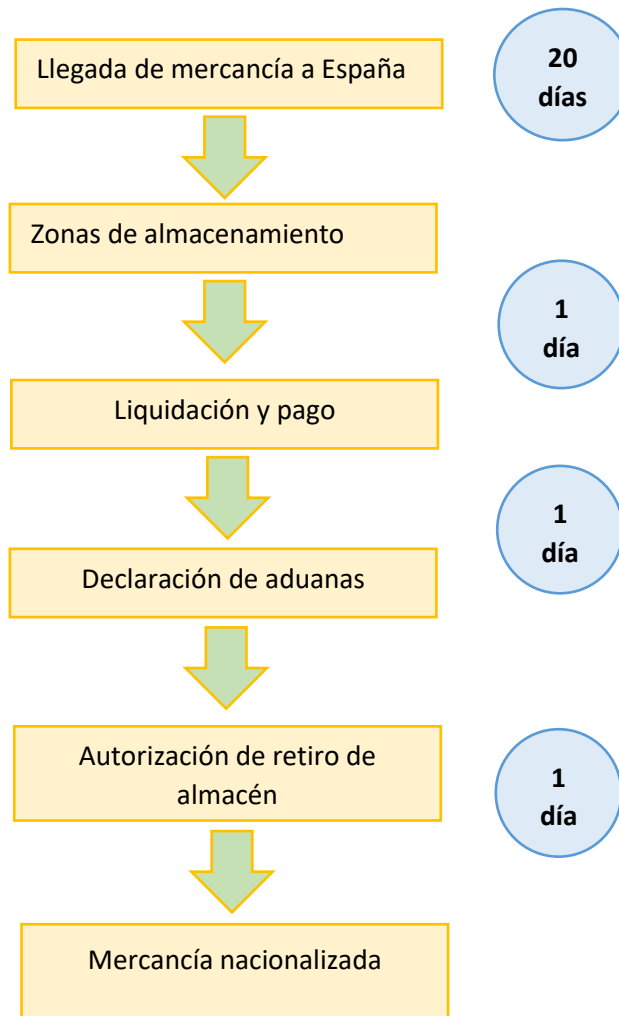 Llegada de mercancía a España
20
días
Zonas de almacenamiento
1
día
Liquidación y pago
1
día
Declaración de aduanas
Autorización de retiro de
almacén
1
día
Mercancía nacionalizada